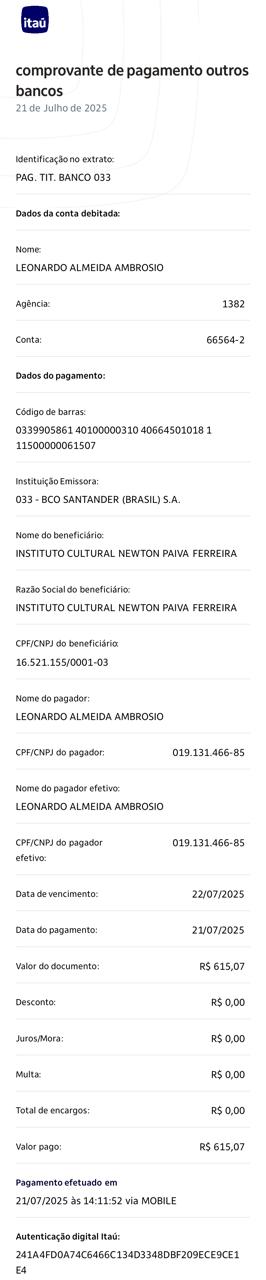 itaú
comprovante de pagamento outros
bancos
21 de Julho de 2025
Identificação no extrato:
PAG. TIT. BANCO 033
Dados da conta debitada:
Nome:
LEONARDO ALMEIDA AMBROSIO
Agência: 1382
Conta: 66564-2
Dados do pagamento:
Código de barras:
0339905861 40100000310 40664501018 1
11500000061507
Instituição Emissora:
033 - BCO SANTANDER (BRASIL) S.A.
Nome do beneficiário:
INSTITUTO CULTURAL NEWTON PAIVA FERREIRA
Razão Social do beneficiário:
INSTITUTO CULTURAL NEWTON PAIVA FERREIRA
CPF/CNPJ do beneficiário:
16.521.155/0001-03
Nome do pagador:
LEONARDO ALMEIDA AMBROSIO
CPF/CNPJ do pagador: 019.131.466-85
Nome do pagador efetivo:
LEONARDO ALMEIDA AMBROSIO
CPF/CNPJ do pagador 019.131.466-85
efetivo:
Data de vencimento: 22/07/2025
Data do pagamento: 21/07/2025
Valor do documento: R$ 615,07
Desconto: R$ 0,00
Juros/Mora: R$ 0,00
Multa: R$ 0,00
Total de encargos: R$ 0,00
Valor pago: R$ 615,07
Pagamento efetuado em
21/07/2025 às 14:11:52 via MOBILE
Autenticação digital Itaú:
241A4FD0A74C6466C134D3348DBF209ECE9CE1
E4